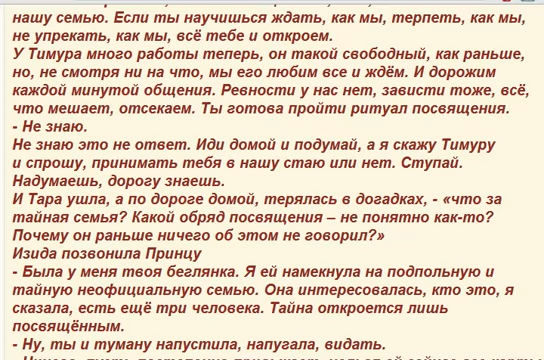 нашу семью. Если ты научишься ждать, как мы, терпеть, как мы,
не упрекать, как мы, всё тебе и откроем.
У Тимура много работы теперь, он такой свободный, как раньше,
но, не смотря ни на что, мы его любим все и ждём. И дорожим
каждой минутой общения. Ревности у нас нет, зависти тоже, всё,
что мешает, отсекаем. Ты готова пройти ритуал посвящения.
- Не знаю.
Не знаю это не ответ. Иди домой и подумай, а я скажу Тимуру
и спрошу, принимать тебя в нашу стаю или нет. Ступай.
Надумаешь, дорогу знаешь.
И Тара ушла, а по дороге домой, терялась в догадках, - «что за
тайная семья? Какой обряд посвящения – не понятно как-то?
Почему он раньше ничего об этом не говорил?»
Изида позвонила Принцу
- Была у меня твоя беглянка. Я ей намекнула на подпольную и
тайную неофициальную семью. Она интересовалась, кто это, я
сказала, есть ещё три человека. Тайна откроется лишь
посвящённым.
- Ну, ты и туману напустила, напугала, видать.